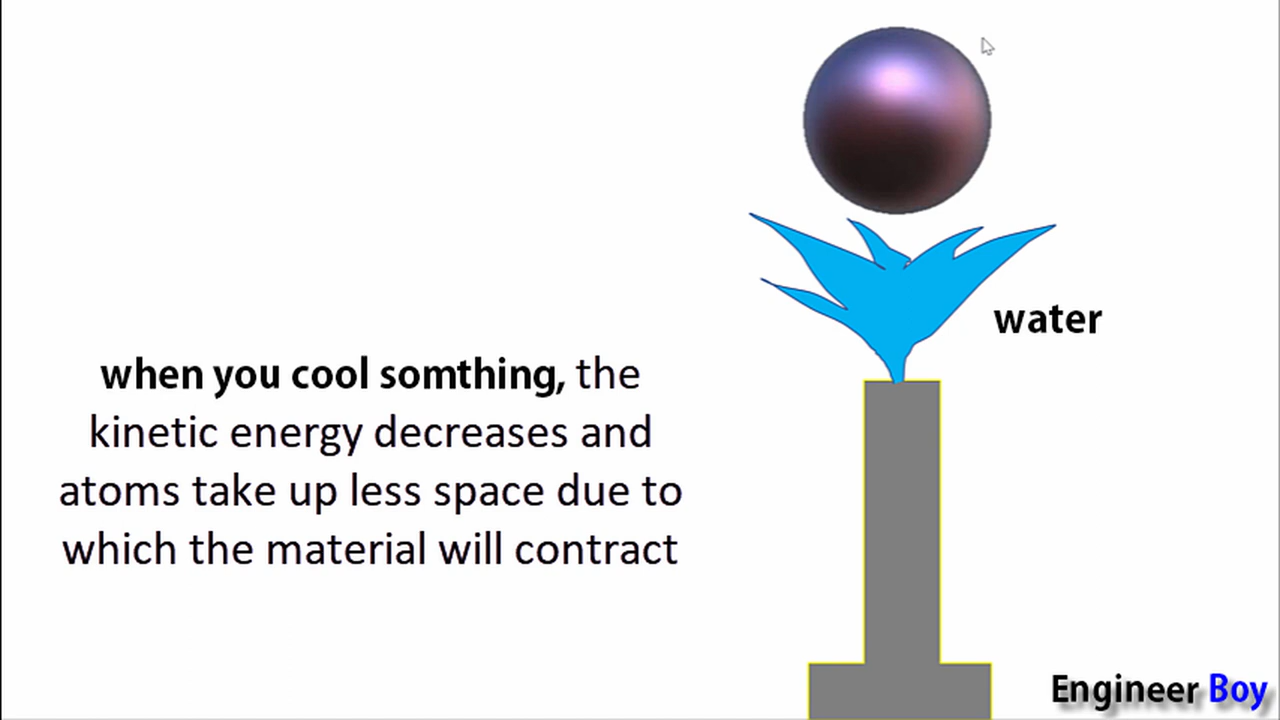 water
when you cool somthing, the
kinetic energy decreases and
atoms take up less space due to
which the material will contract
Engineer Boy